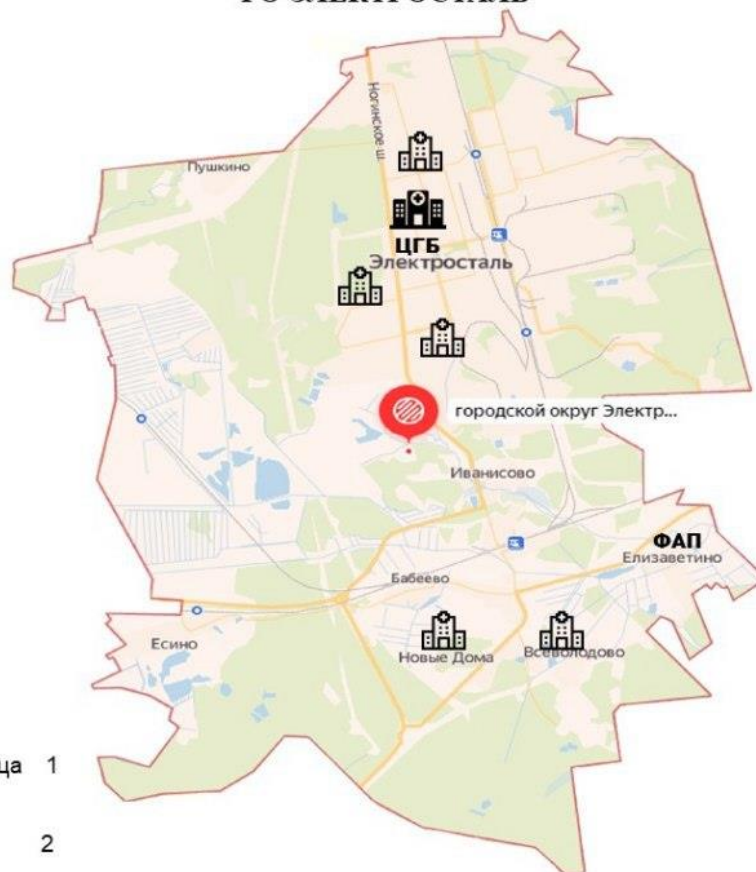 ГО ЭЛЕКТРОСТАЛЬ
Ногинское ш.
Пушкино
ЦГБ
Электросталь
городской округ Электр...
Иванисово
ФАП
Елизаветино
Бабеево
Есино
Новые Дома
Всеволодово
ца 1
2